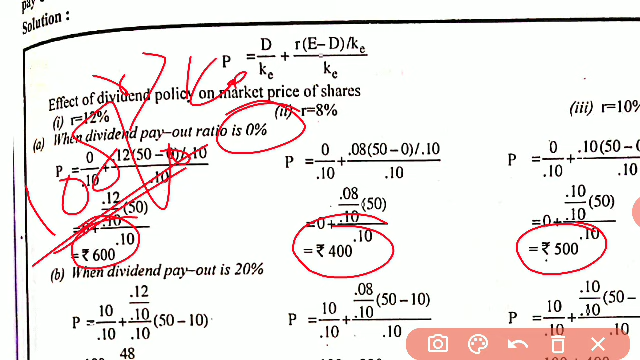 pay
Solution :
P = D/ke + r(E–D)/ke / ke
Effect of dividend policy on market price of shares
(i) r=12% (ii) r=8% (iii) r=10%
(a) When dividend pay–out ratio is 0%
P = 0/.10 + .12(50–0)/.10 / .10 P = 0/.10 + .08(50–0)/.10 / .10 P = 0/.10 + .10(50–0
= 0 + .12/.10 (50) / .10 = 0 + .08/.10 (50) / .10 = 0 + .10/.10 (50) / .10
= ₹ 600 = ₹ 400 = ₹ 500
(b) When dividend pay–out is 20%
P = 10/.10 + .12/.10 / .10 (50–10) P = 10/.10 + .08/.10 (50–10) / .10 P = 10/.10 + .10/.10 (50–
48